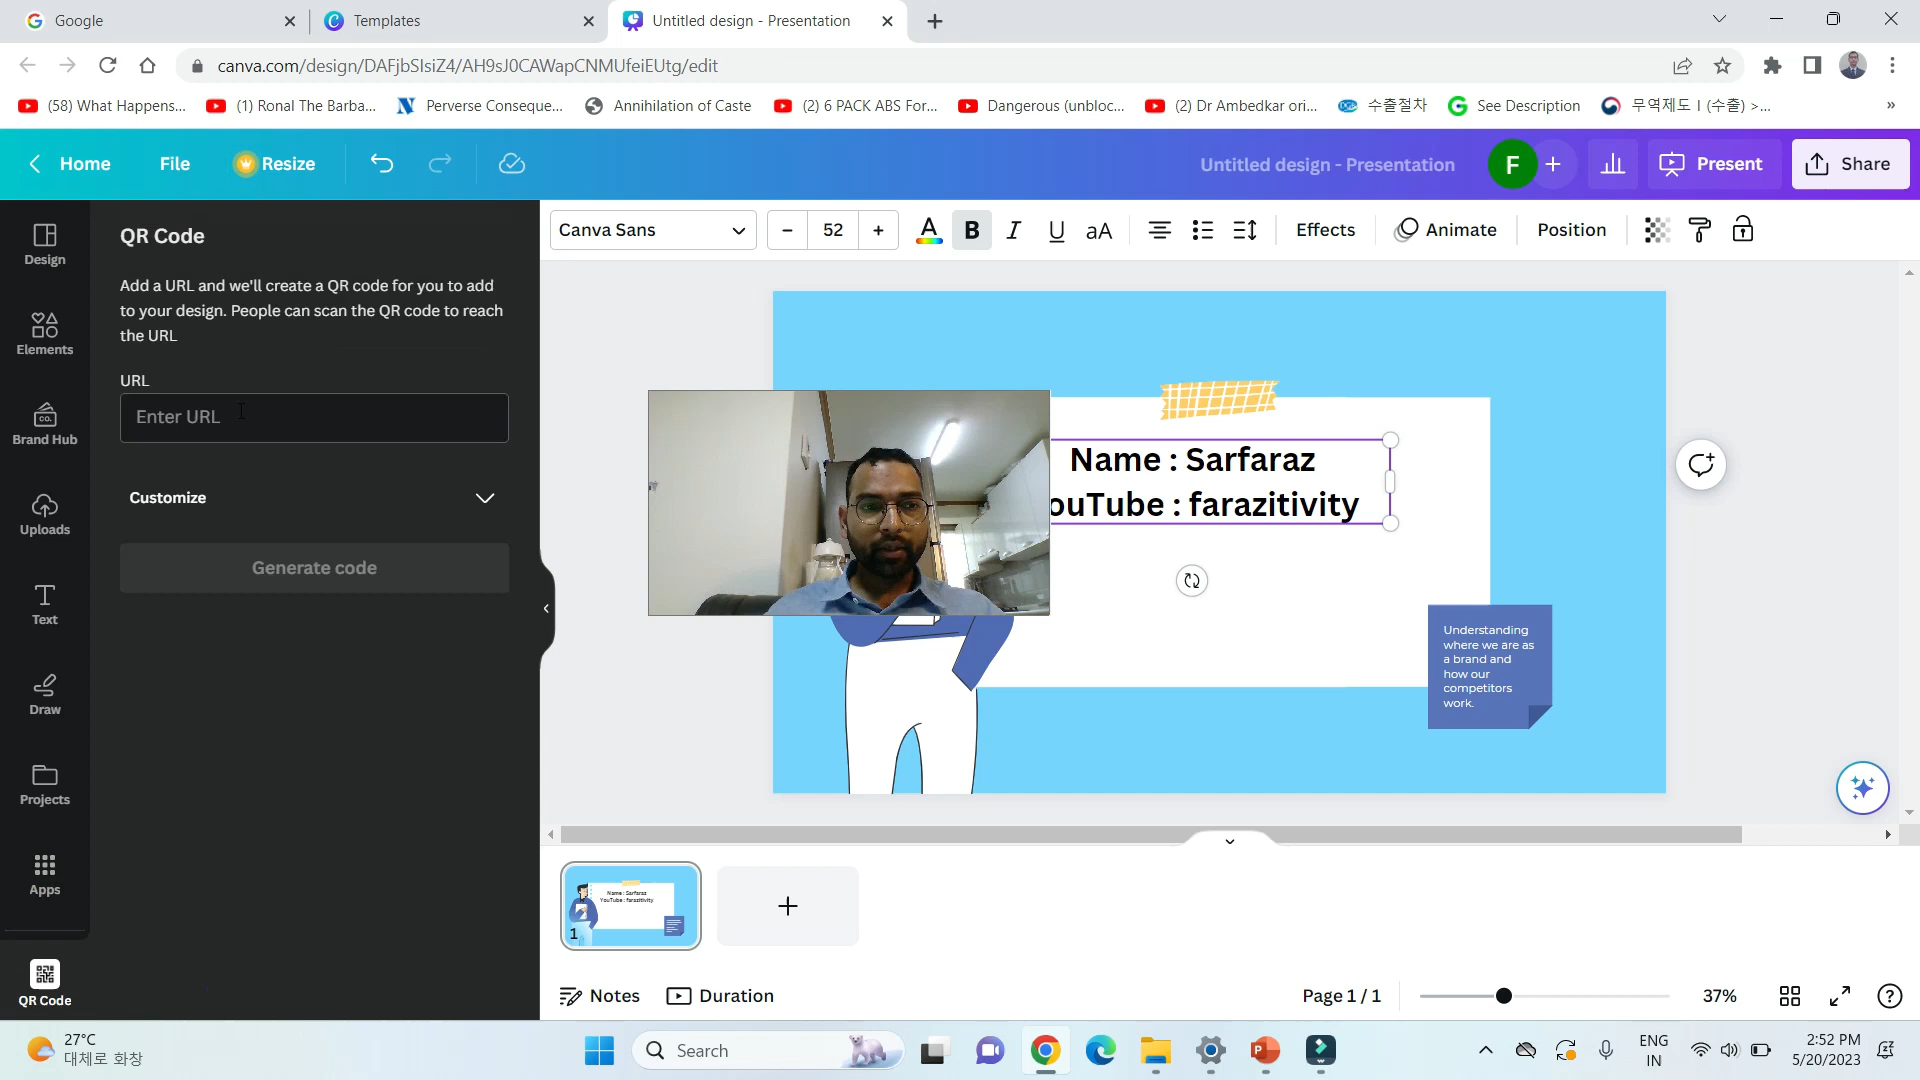 Google
Templates
Untitled design - Presentation
canva.com/design/DAFjbSlsiZ4/AH9sJ0CAWapCNMUfeiEUtg/edit
(58) What Happens...
(1) Ronal The Barba...
Perverse Conseque...
Annihilation of Caste
(2) 6 PACK ABS For...
Dangerous (unbloc...
(2) Dr Ambedkar ori...
수출절차
See Description
무역제도 I (수출) >...
Home
File
Resize
Untitled design - Presentation
F
Present
Share
Canva Sans
52
A
B
I
U
aA
Effects
Animate
Position
Design
Elements
Brand Hub
Uploads
Text
Draw
Projects
Apps
QR Code
QR Code
Add a URL and we'll create a QR code for you to add
to your design. People can scan the QR code to reach
the URL
URL
Enter URL
Customize
Generate code
Name : Sarfaraz
ouTube : farazitivity
Understanding
where we are as
a brand and
how our
competitors
work.
Name : Sarfaraz
YouTube : farazitivity
1
Notes
Duration
Page 1 / 1
37%
27°C
대체로 화창
Search
ENG
IN
2:52 PM
5/20/2023